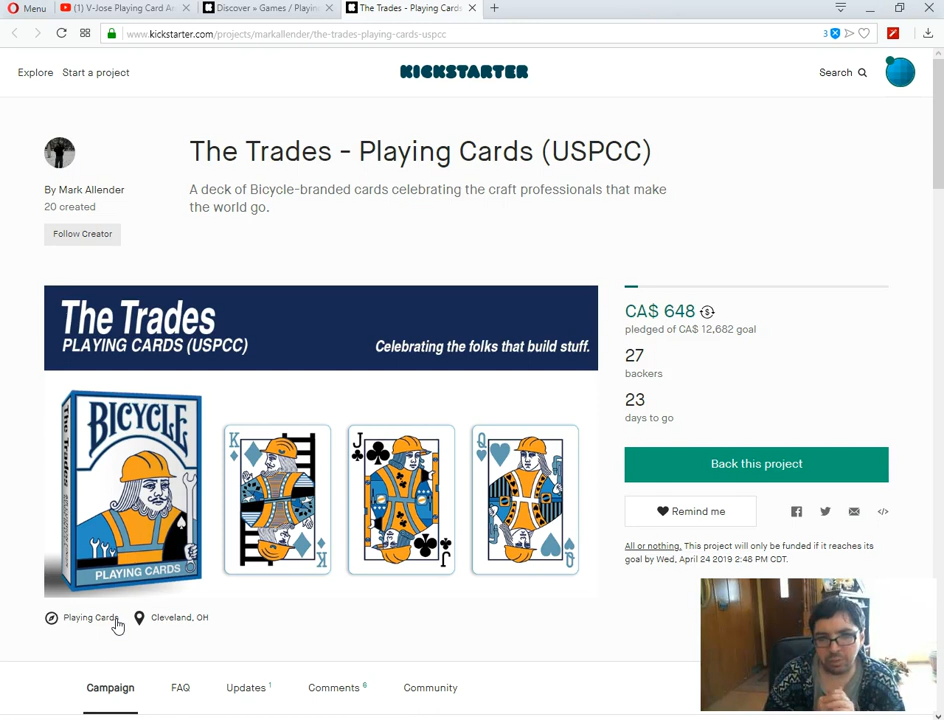 Menu
(1) V-Jose Playing Card Ar
Discover » Games / Playin
The Trades - Playing Cards
www.kickstarter.com/projects/markallender/the-trades-playing-cards-uspcc
3
Explore
Start a project
KICKSTARTER
Search
The Trades - Playing Cards (USPCC)
A deck of Bicycle-branded cards celebrating the craft professionals that make
the world go.
By Mark Allender
20 created
Follow Creator
The Trades
PLAYING CARDS (USPCC)
Celebrating the folks that build stuff.
BICYCLE
The Trades
PLAYING CARDS
K
K
J
J
Q
Q
CA$ 648
pledged of CA$ 12,682 goal
27
backers
23
days to go
Back this project
Remind me
All or nothing. This project will only be funded if it reaches its
goal by Wed, April 24 2019 2:48 PM CDT.
Playing Cards
Cleveland, OH
Campaign
FAQ
Updates 1
Comments 6
Community